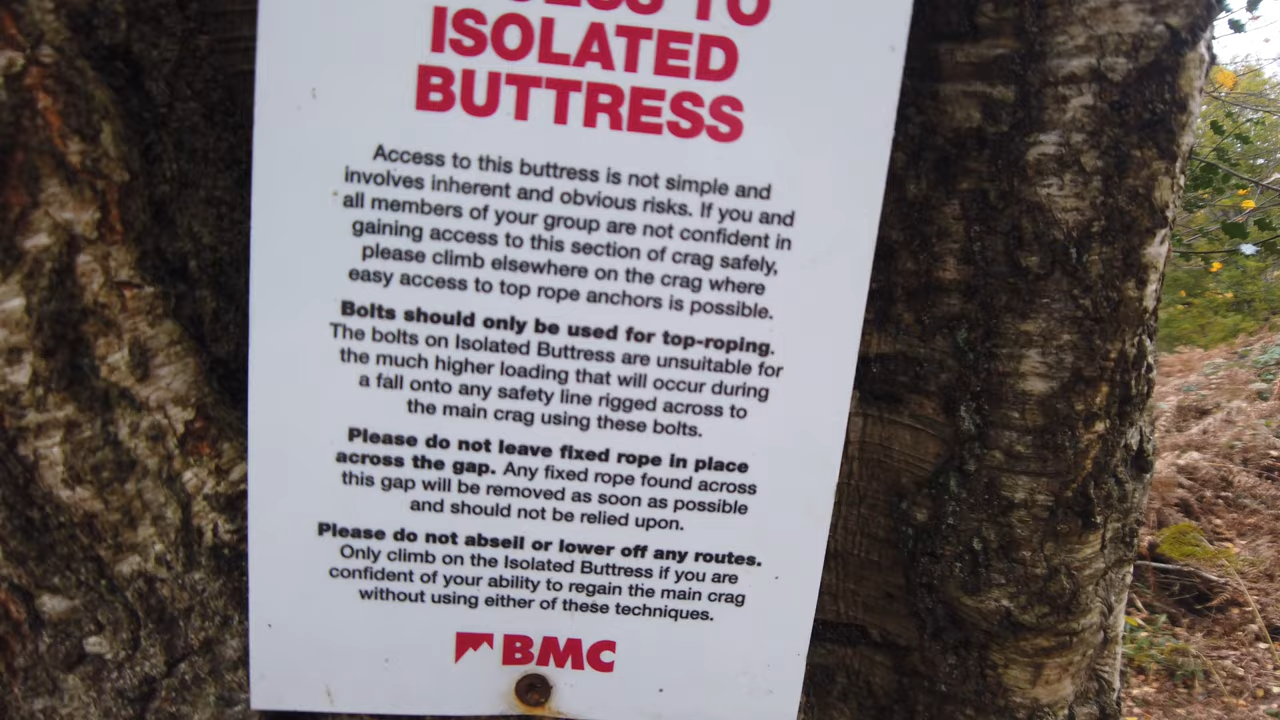 TO
ISOLATED
BUTTRESS
Access to this buttress is not simple and
involves inherent and obvious risks. If you and
all members of your group are not confident in
gaining access to this section of crag safely,
please climb elsewhere on the crag where
easy access to top rope anchors is possible.
Bolts should only be used for top-roping.
The bolts on Isolated Buttress are unsuitable for
the much higher loading that will occur during
a fall onto any safety line rigged across to
the main crag using these bolts.
Please do not leave fixed rope in place
across the gap. Any fixed rope found across
this gap will be removed as soon as possible
and should not be relied upon.
Please do not abseil or lower off any routes.
Only climb on the Isolated Buttress if you are
confident of your ability to regain the main crag
without using either of these techniques.
BMC